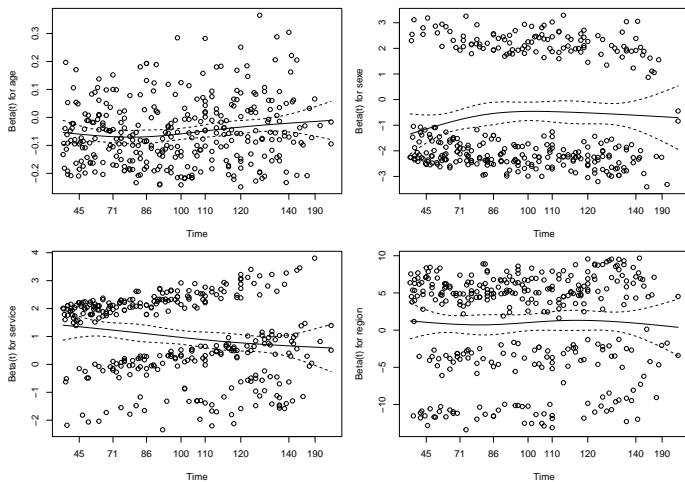 0.3
0.2
0.1
0.0
−0.1
−0.2
Beta(t) for age
45 71 86 100 110 120 140 190
Time
3
2
1
0
−1
−2
−3
Beta(t) for sexe
45 71 86 100 110 120 140 190
Time
4
3
2
1
0
−1
−2
Beta(t) for service
45 71 86 100 110 120 140 190
Time
10
5
0
−5
−10
Beta(t) for region
45 71 86 100 110 120 140 190
Time